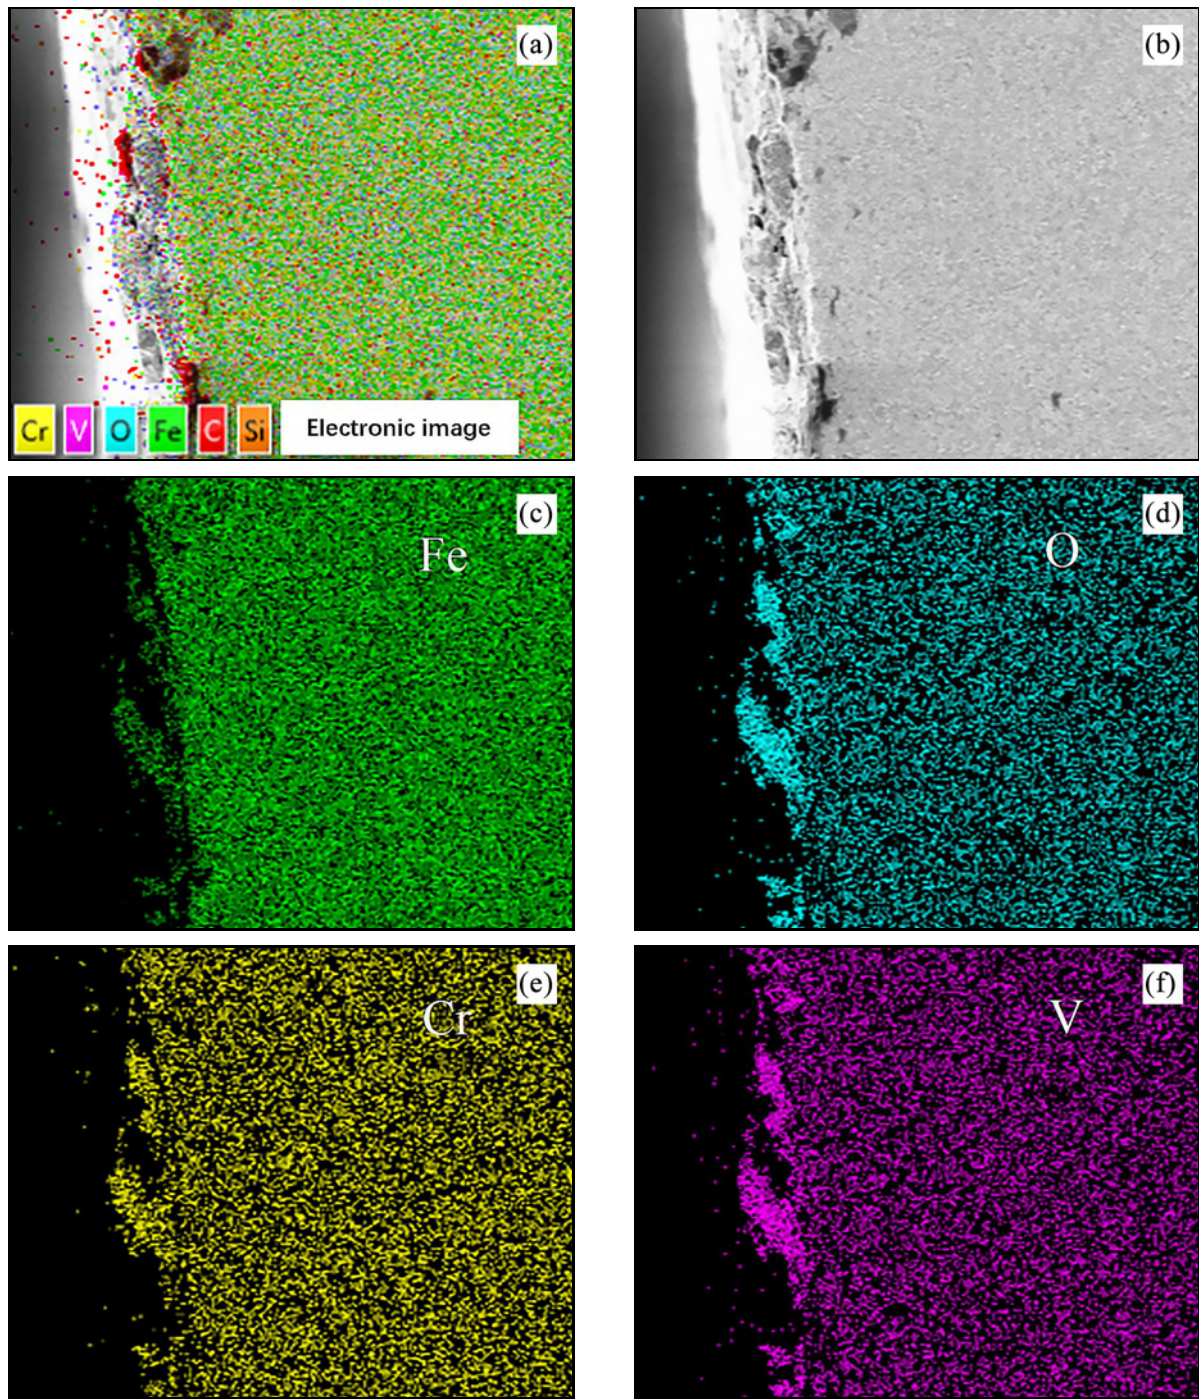 (a)
Cr V O Fe C Si Electronic image
(b)
(c)
Fe
(d)
O
(e)
Cr
(f)
V